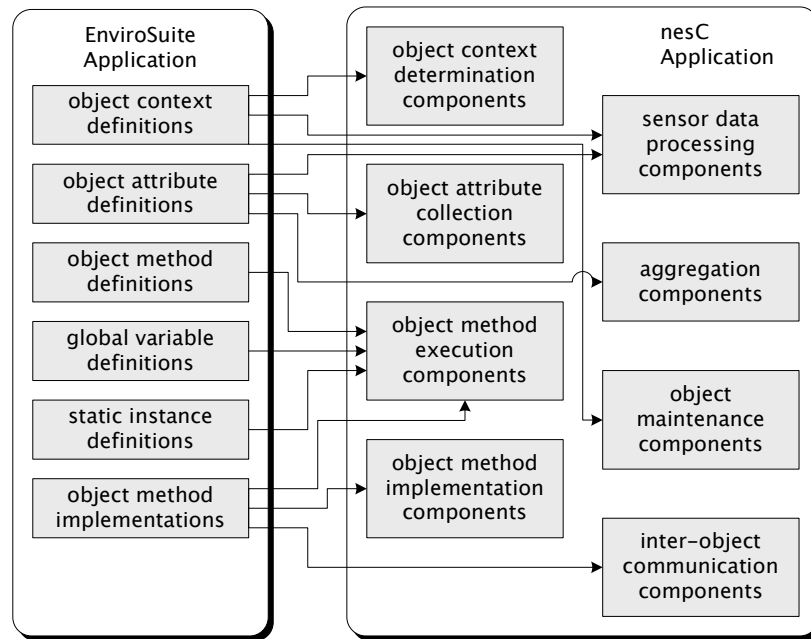 EnviroSuite
Application
object context
definitions
object attribute
definitions
object method
definitions
global variable
definitions
static instance
definitions
object method
implementations
nesC
Application
object context
determination
components
object attribute
collection
components
object method
execution
components
object method
implementation
components
sensor data
processing
components
aggregation
components
object
maintenance
components
inter-object
communication
components